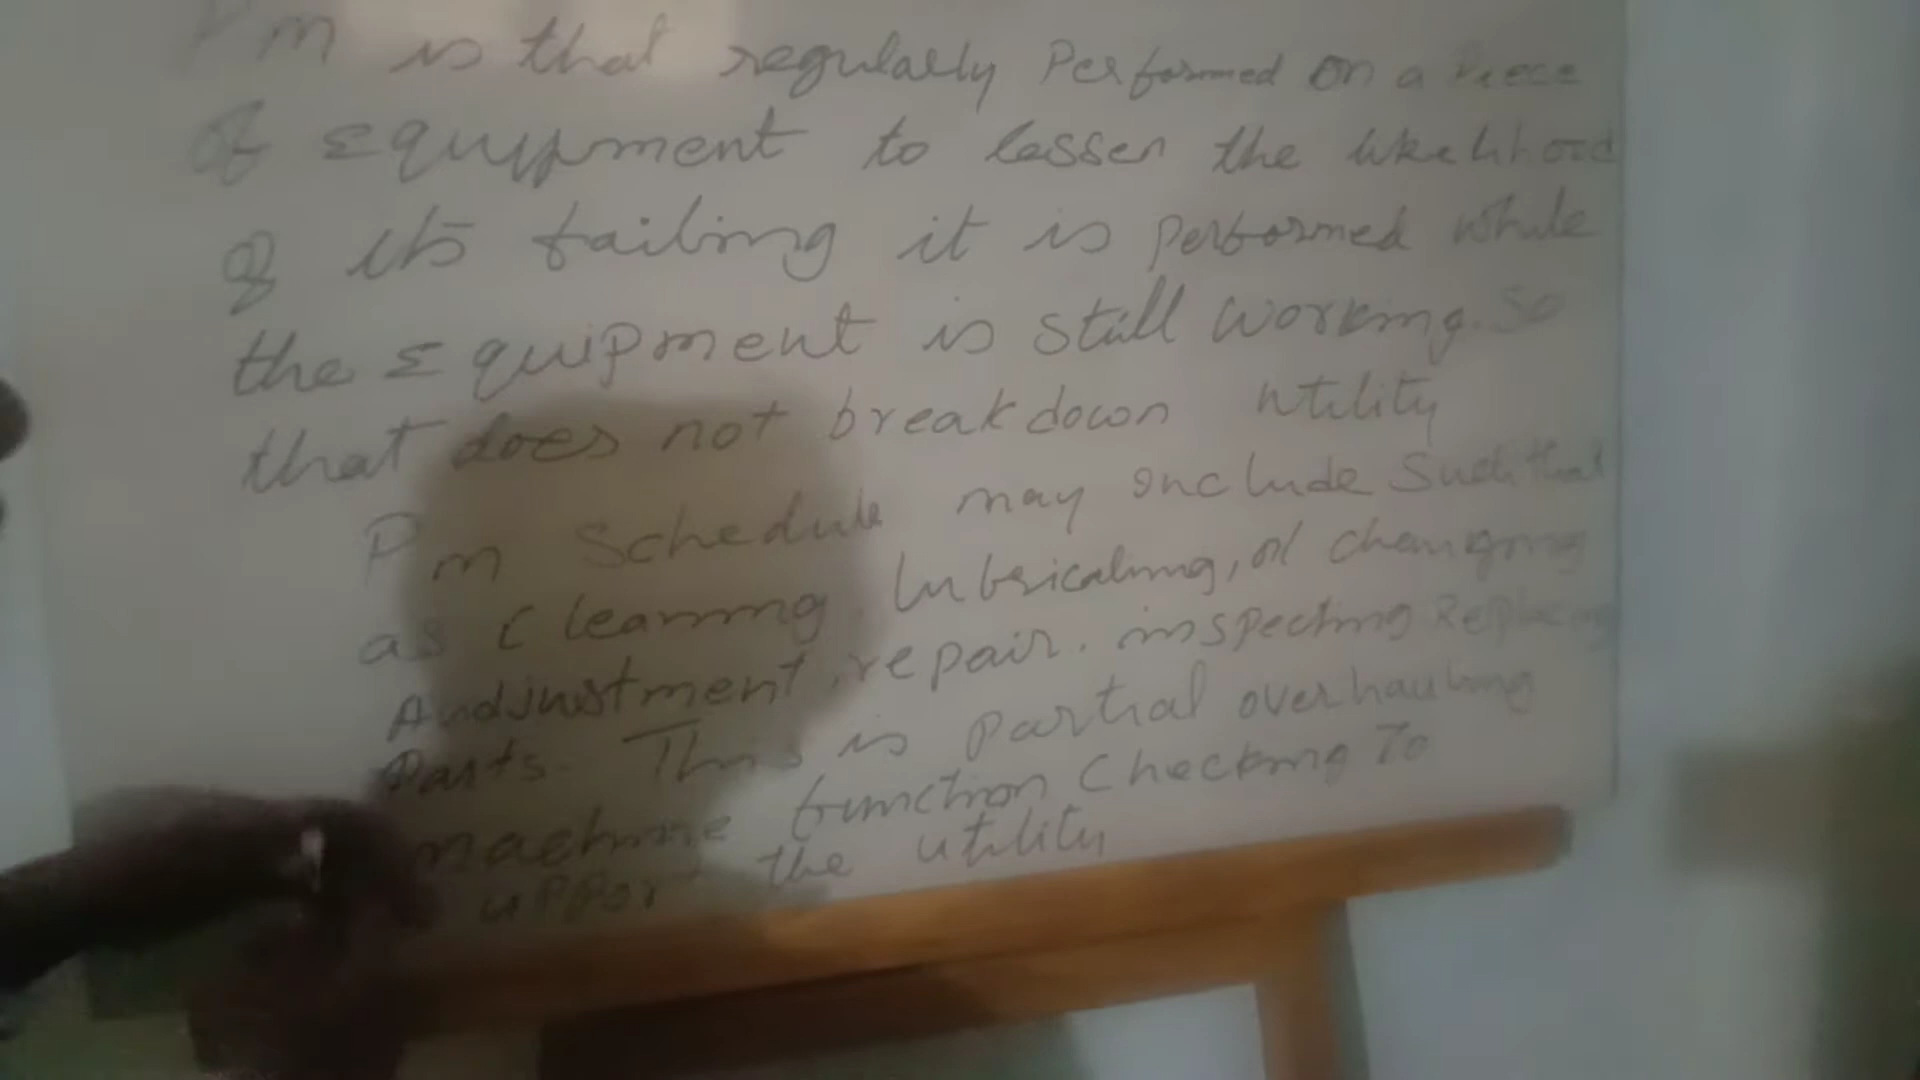 Pm is that regularly Performed on a Piece
of Equipment to lessen the likelihood
of its failing it is performed while
the Equipment is still working. So
that does not breakdown utility
Pm Schedule may include Such that
as Cleaning, lubricating, oil changing
Audjustment, repair, inspecting Replacing
Parts. This is partial overhauling
machine function Checking To
upport the utility